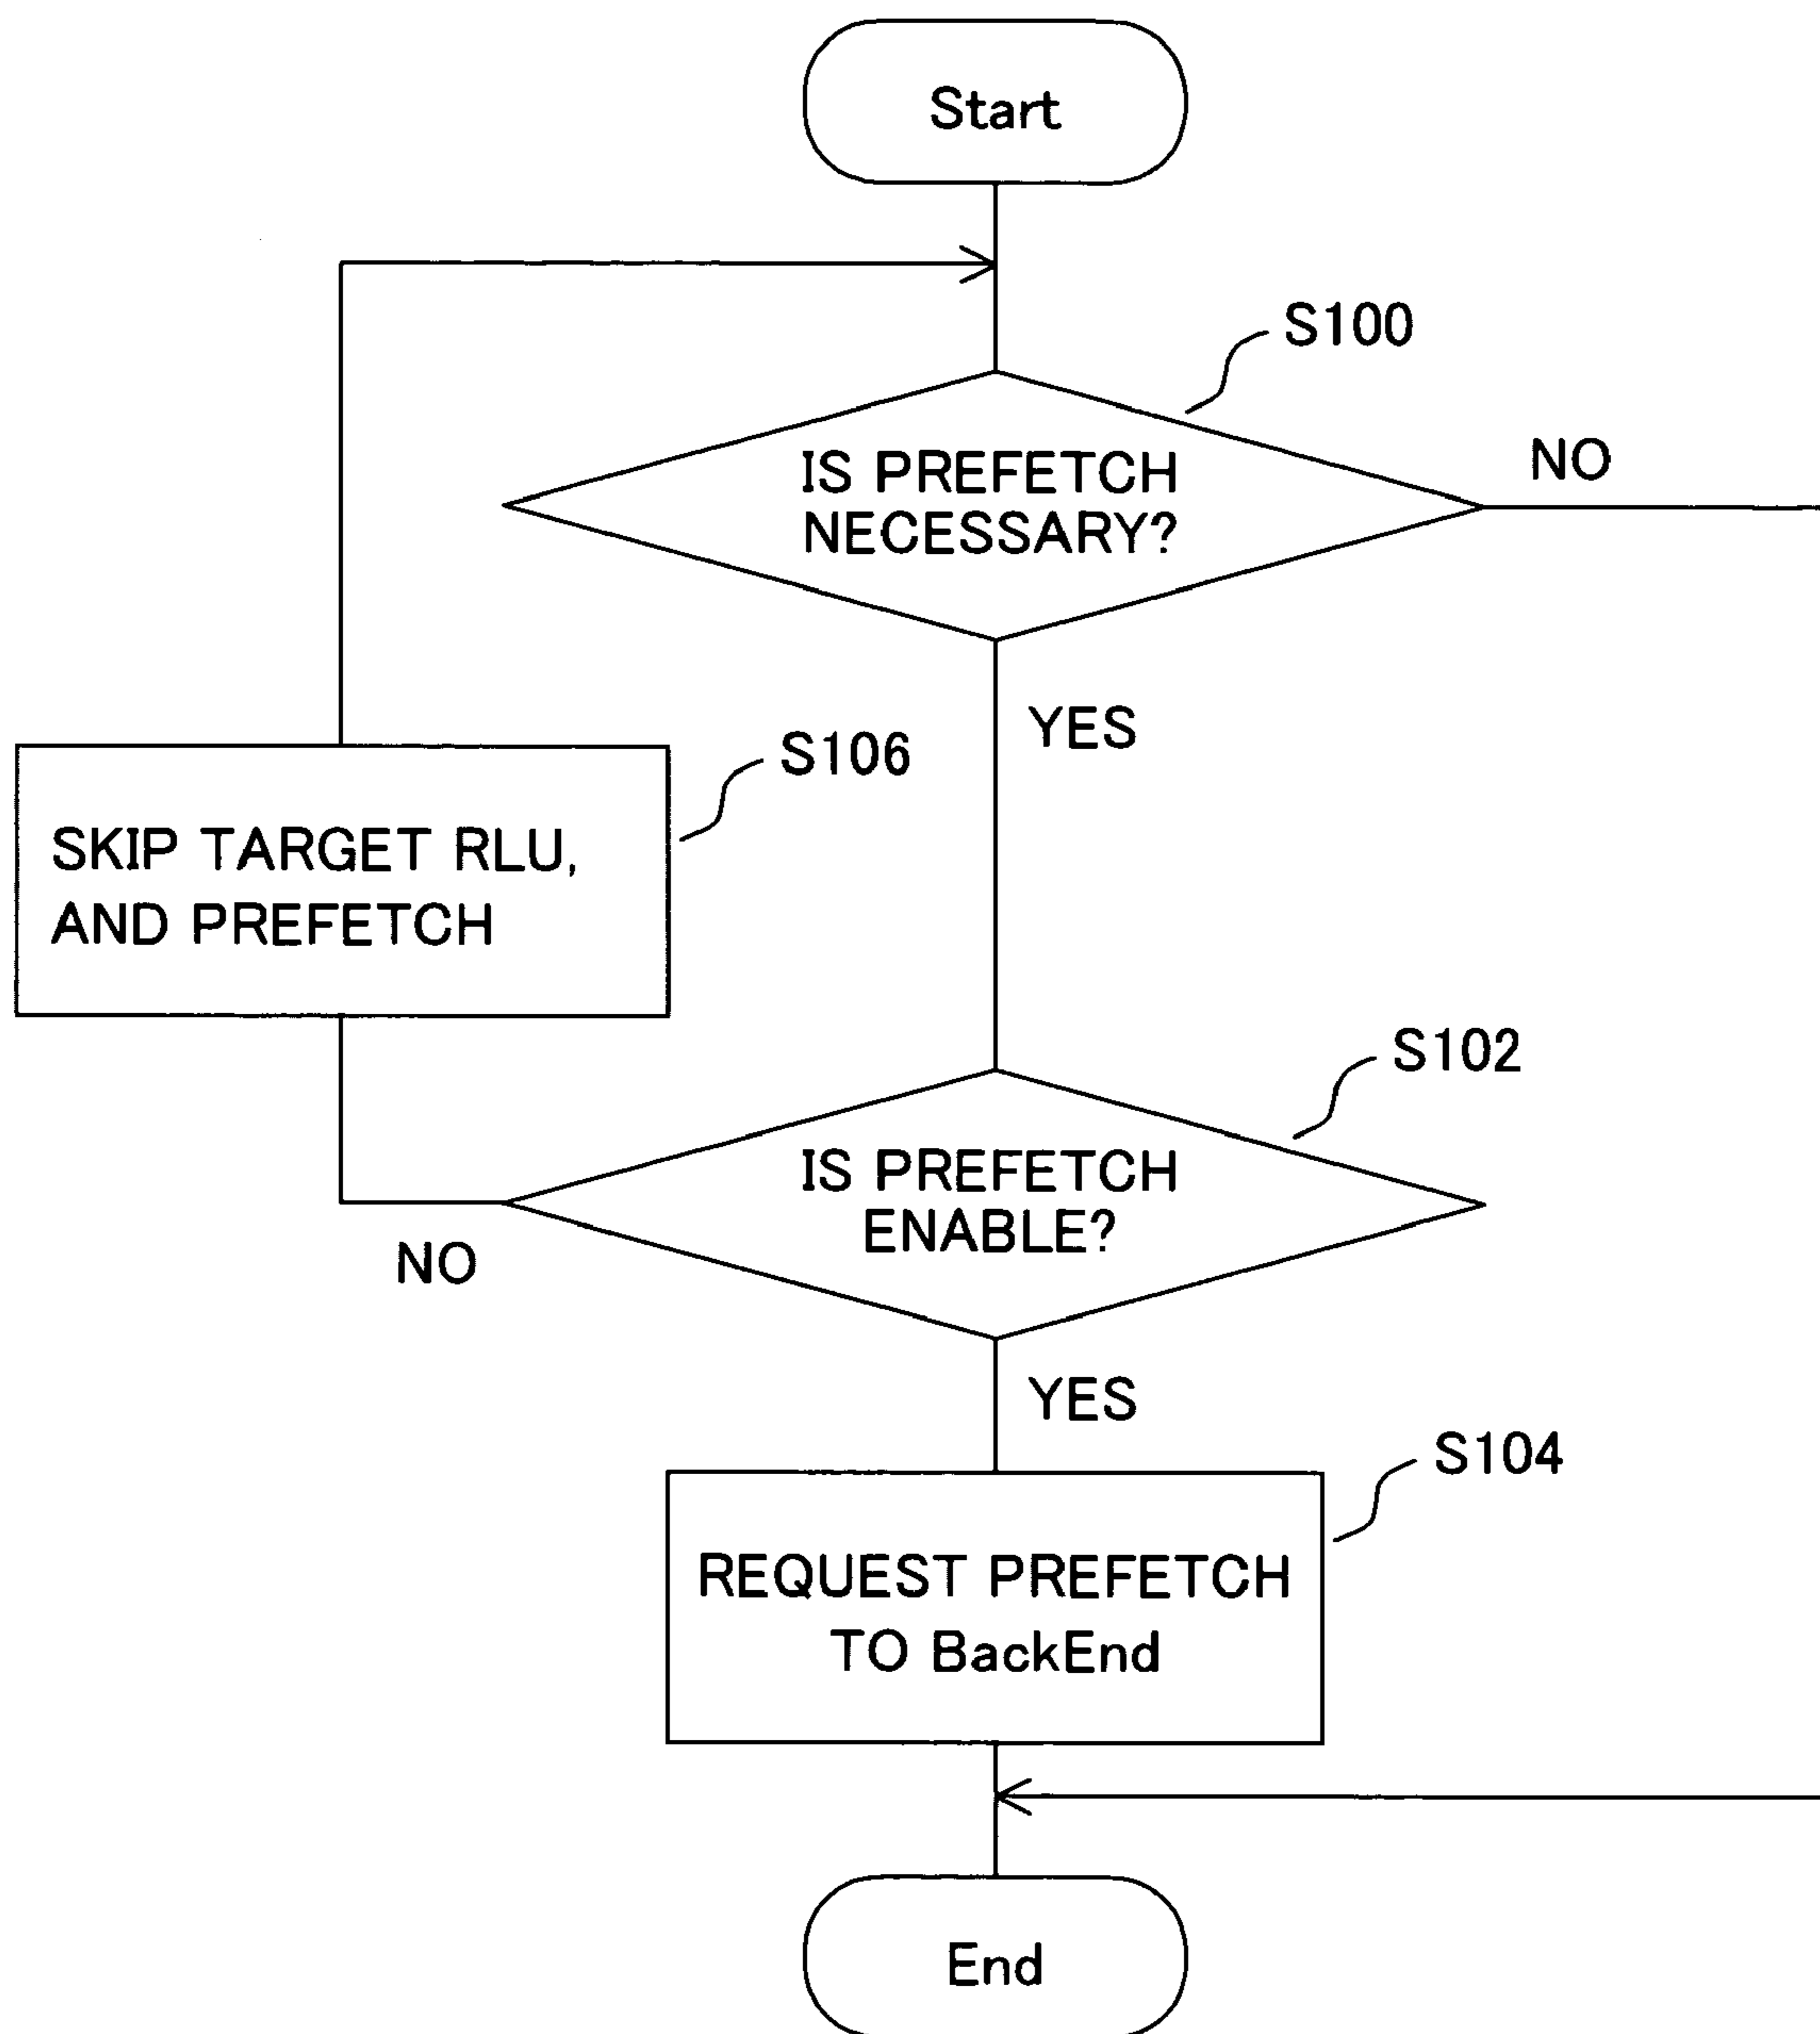 Start
S100
IS PREFETCH
NECESSARY?
NO
YES
S106
SKIP TARGET RLU,
AND PREFETCH
S102
IS PREFETCH
ENABLE?
NO
YES
S104
REQUEST PREFETCH
TO BackEnd
End